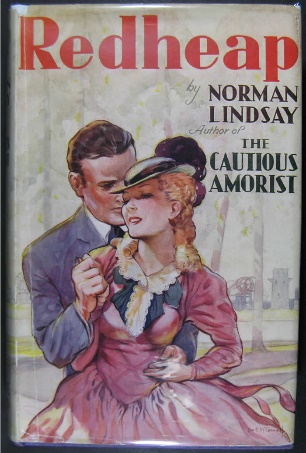 Redheap
by NORMAN
LINDSAY
Author of
THE
CAUTIOUS
AMORIST